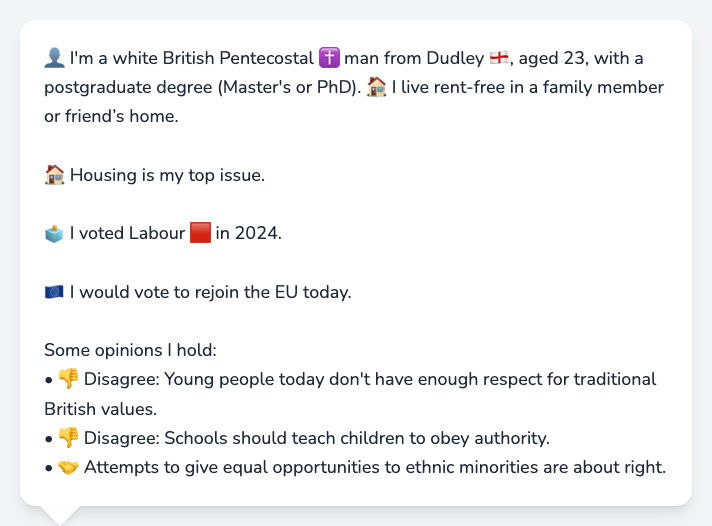 👤 I'm a white British Pentecostal ✝️ man from Dudley 🏴󠁧󠁢󠁥󠁮󠁧󠁿, aged 23, with a
postgraduate degree (Master's or PhD). 🏠 I live rent-free in a family member
or friend’s home.
🏠 Housing is my top issue.
🗳️ I voted Labour 🟥 in 2024.
🇪🇺 I would vote to rejoin the EU today.
Some opinions I hold:
• 👎 Disagree: Young people today don't have enough respect for traditional
British values.
• 👎 Disagree: Schools should teach children to obey authority.
• 🤝 Attempts to give equal opportunities to ethnic minorities are about right.